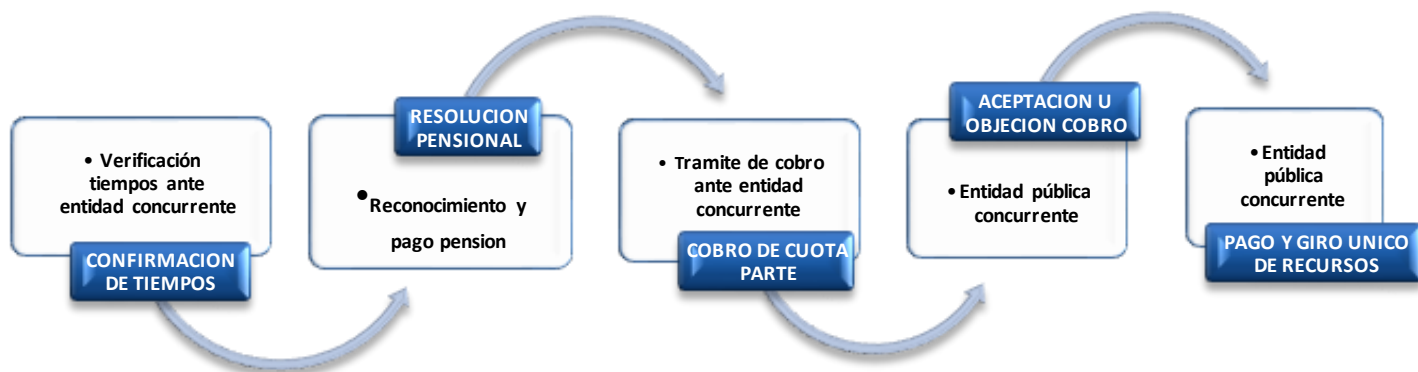 • Verificación
tiempos ante
entidad concurrente
CONFIRMACION
DE TIEMPOS
RESOLUCION
PENSIONAL
•Reconocimiento y
pago pension
• Tramite de cobro
ante entidad
concurrente
COBRO DE CUOTA
PARTE
ACEPTACION U
OBJECION COBRO
• Entidad pública
concurrente
• Entidad
pública
concurrente
PAGO Y GIRO UNICO
DE RECURSOS